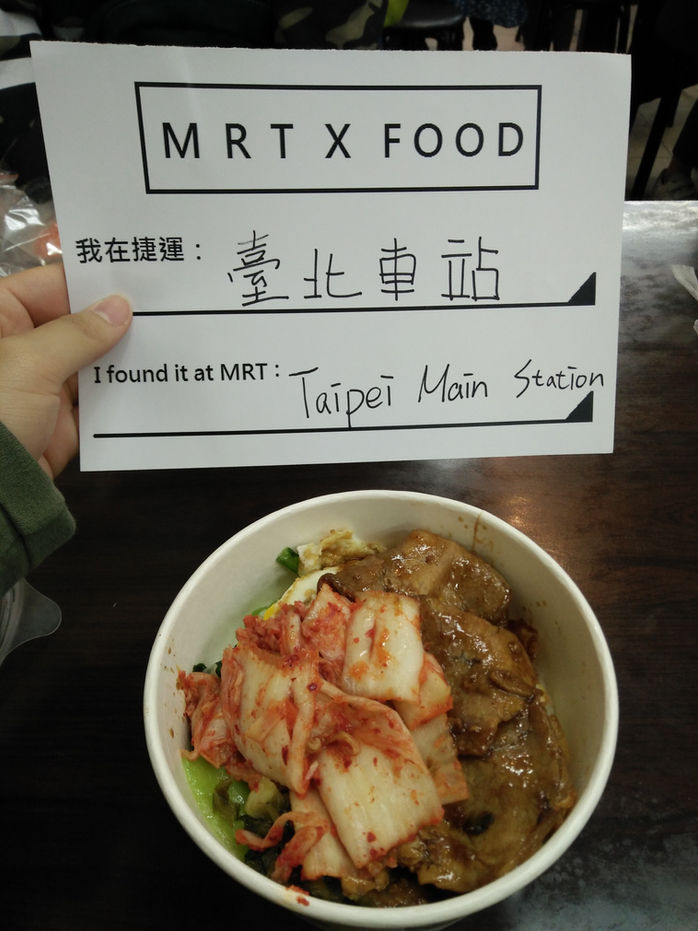 MRT X FOOD
我在捷運：臺北車站
I found it at MRT：Taipei Main Station